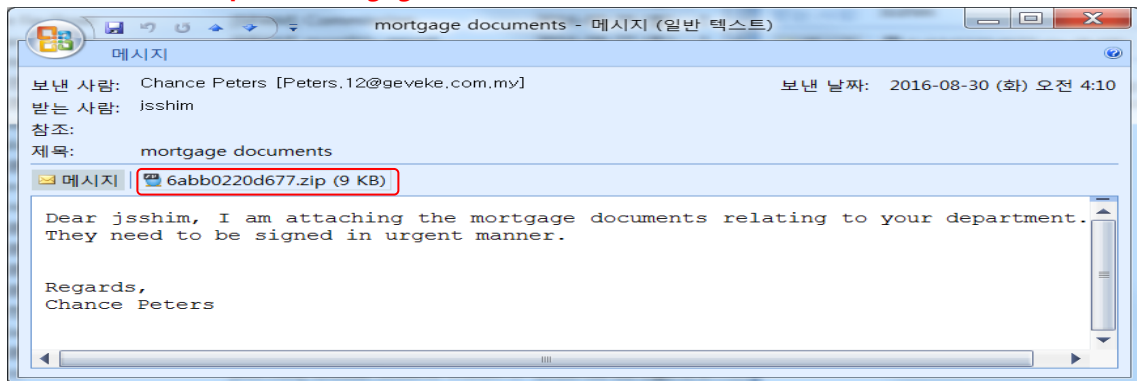 mortgage documents - 메시지 (일반 텍스트)
메시지
보낸 사람: Chance Peters [Peters.12@geveke.com.my] 보낸 날짜: 2016-08-30 (화) 오전 4:10
받는 사람: jsshim
참조:
제목: mortgage documents
메시지 6abb0220d677.zip (9 KB)
Dear jsshim, I am attaching the mortgage documents relating to your department.
They need to be signed in urgent manner.
Regards,
Chance Peters